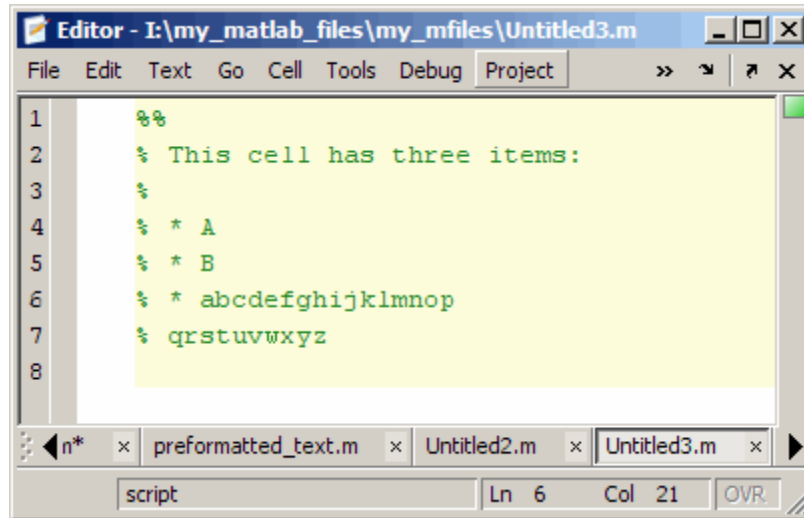 Editor - I:\my_matlab_files\my_mfiles\Untitled3.m
File Edit Text Go Cell Tools Debug Project »
1 %%
2 % This cell has three items:
3 %
4 % * A
5 % * B
6 % * abcdefghijklmnop
7 % qrstuvwxyz
8
n* × preformatted_text.m × Untitled2.m × Untitled3.m ×
script Ln 6 Col 21 OVR